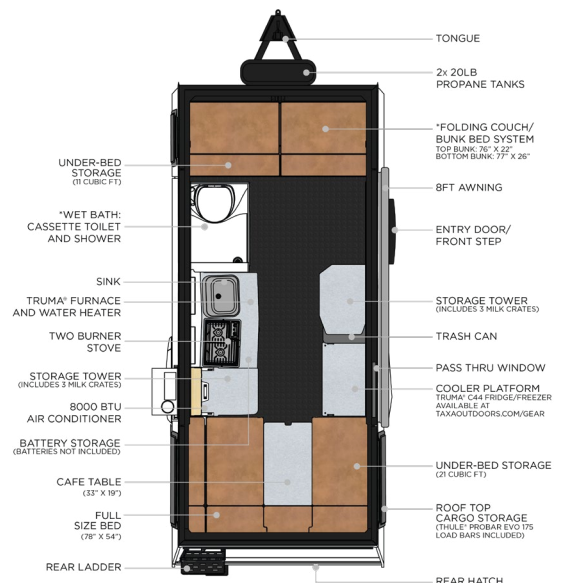 TONGUE
2x 20LB
PROPANE TANKS
*FOLDING COUCH/
BUNK BED SYSTEM
TOP BUNK: 76" X 22"
BOTTOM BUNK: 77" X 26"
UNDER-BED
STORAGE
(11 CUBIC FT)
8FT AWNING
*WET BATH:
CASSETTE TOILET
AND SHOWER
ENTRY DOOR/
FRONT STEP
SINK
TRUMA® FURNACE
AND WATER HEATER
STORAGE TOWER
(INCLUDES 3 MILK CRATES)
TWO BURNER
STOVE
TRASH CAN
STORAGE TOWER
(INCLUDES 3 MILK CRATES)
PASS THRU WINDOW
8000 BTU
AIR CONDITIONER
COOLER PLATFORM
TRUMA® C44 FRIDGE/FREEZER
AVAILABLE AT
TAXAOUTDOORS.COM/GEAR
BATTERY STORAGE
(BATTERIES NOT INCLUDED)
UNDER-BED STORAGE
(21 CUBIC FT)
CAFE TABLE
(33" X 19")
FULL
SIZE BED
(78" X 54")
ROOF TOP
CARGO STORAGE
(THULE® PROBAR EVO 175
LOAD BARS INCLUDED)
REAR LADDER
REAR HATCH